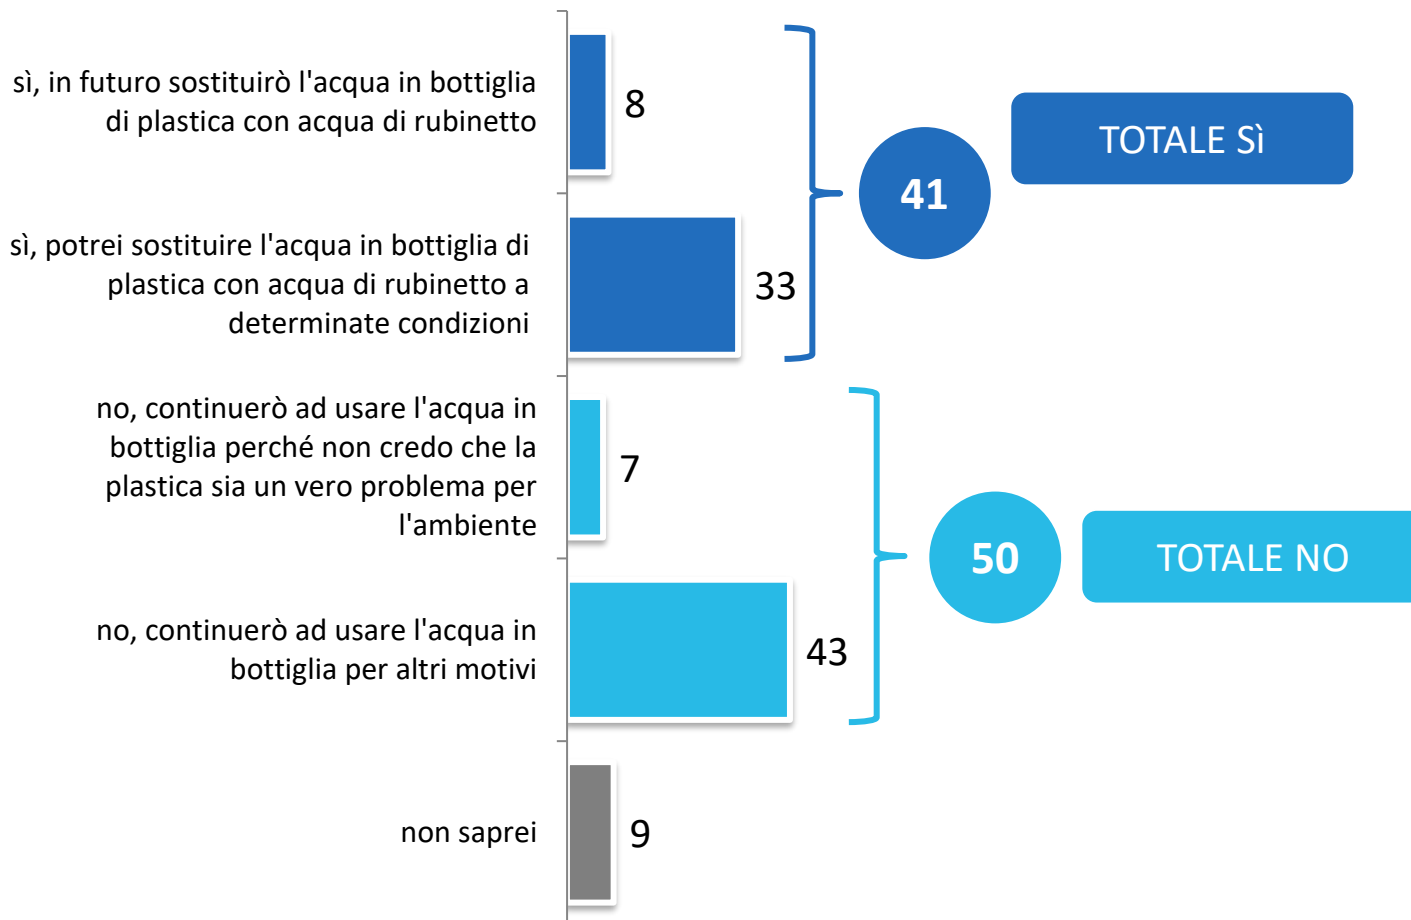 sì, in futuro sostituirò l'acqua in bottiglia
di plastica con acqua di rubinetto
8
sì, potrei sostituire l'acqua in bottiglia di
plastica con acqua di rubinetto a
determinate condizioni
33
41
TOTALE Sì
no, continuerò ad usare l'acqua in
bottiglia perché non credo che la
plastica sia un vero problema per
l'ambiente
7
no, continuerò ad usare l'acqua in
bottiglia per altri motivi
43
50
TOTALE NO
non saprei
9